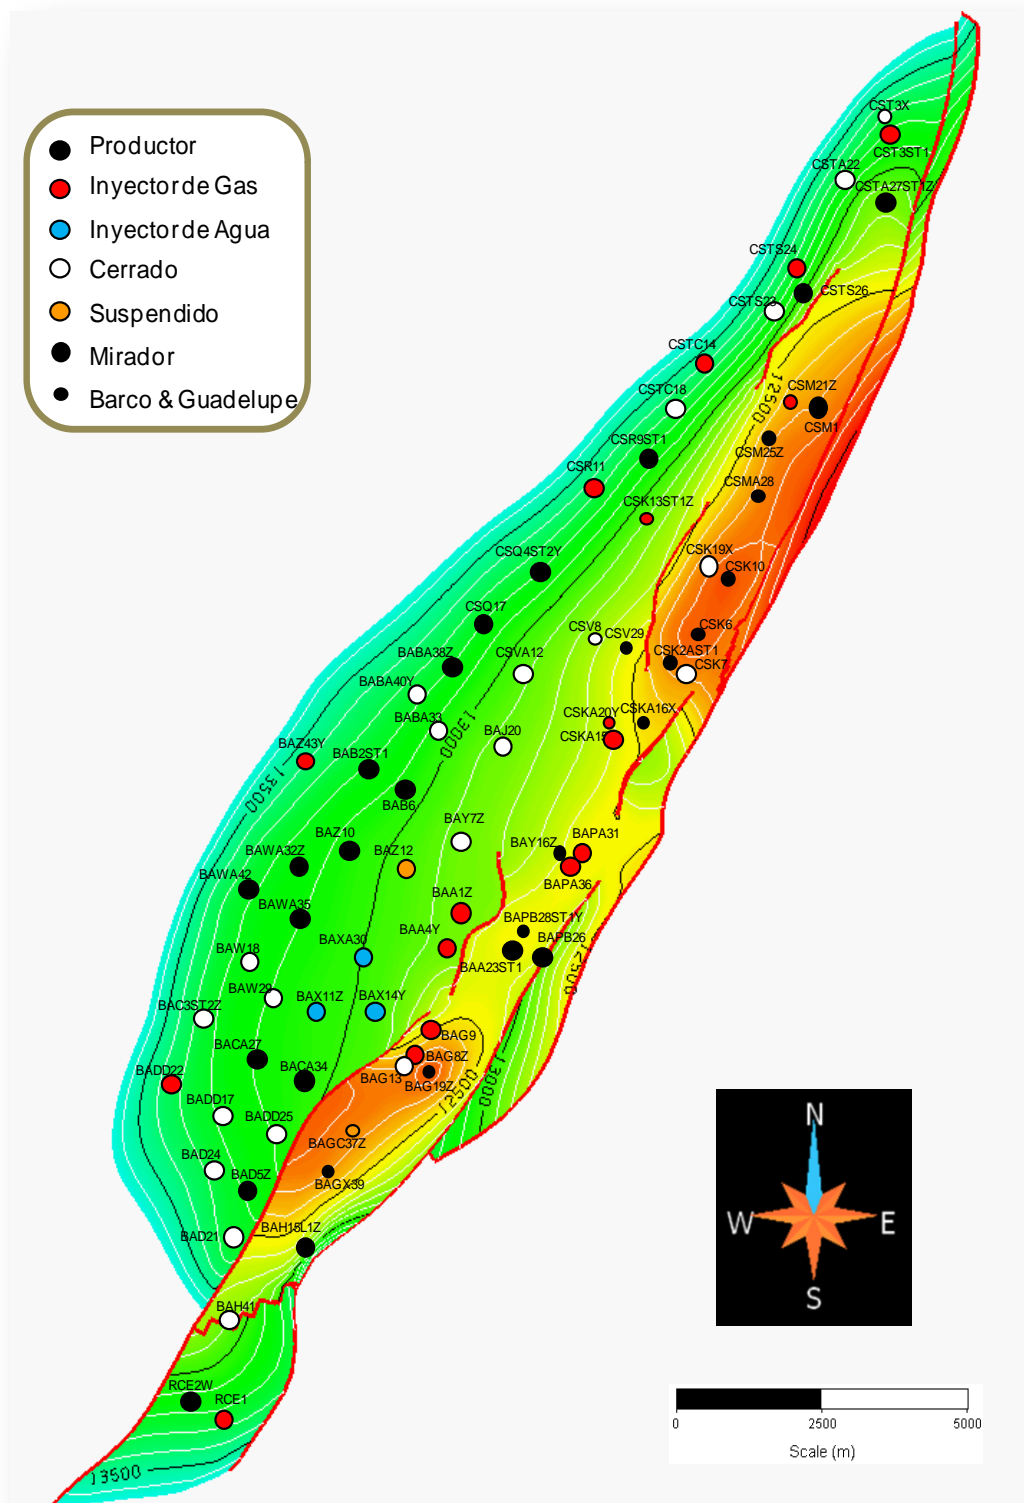 Productor
Inyector de Gas
Inyector de Agua
Cerrado
Suspendido
Mirador
Barco & Guadelupe
CST3X
CST3ST1
CSTA22
CSTA27ST1Z
CSTS24
CSTS26
CSTS23
CSTC14
CSTC18
CSM21Z
12500
CSM1
CSM25Z
CSR9ST1
CSR11
CSMA28
CSK13ST1Z
CSQ4ST2Y
CSK19X
CSK10
CSQ17
CSV8
CSV29
CSK6
CSK2AST1
CSK7
BABA38Z
CSVA12
BABA40Y
BABA33
13000
BAJ20
CSKA20Y
CSKA16X
CSKA15
BAZ43Y
BAB2ST1
13500
BAB6
BAZ10
BAY7Z
BAZ12
BAY16Z
BAPA31
BAPA36
BAWA32Z
BAWA42
BAWA35
BAA1Z
BAA4Y
BAPB28ST1Y
BAPB26
BAA23ST1
12500
BAXA30
BAW18
BAW29
BAX11Z
BAX14Y
BAC3ST2Z
BAG9
BACA27
BACA34
BAG8Z
BAG13
BAG19Z
12500
13000
BADD22
BADD17
BADD25
BAGC37Z
BAD24
BAD5Z
BAGX39
BAD21
BAH15L1Z
BAH41
RCE2W
RCE1
13500
N
W
E
S
0
2500
5000
Scale (m)